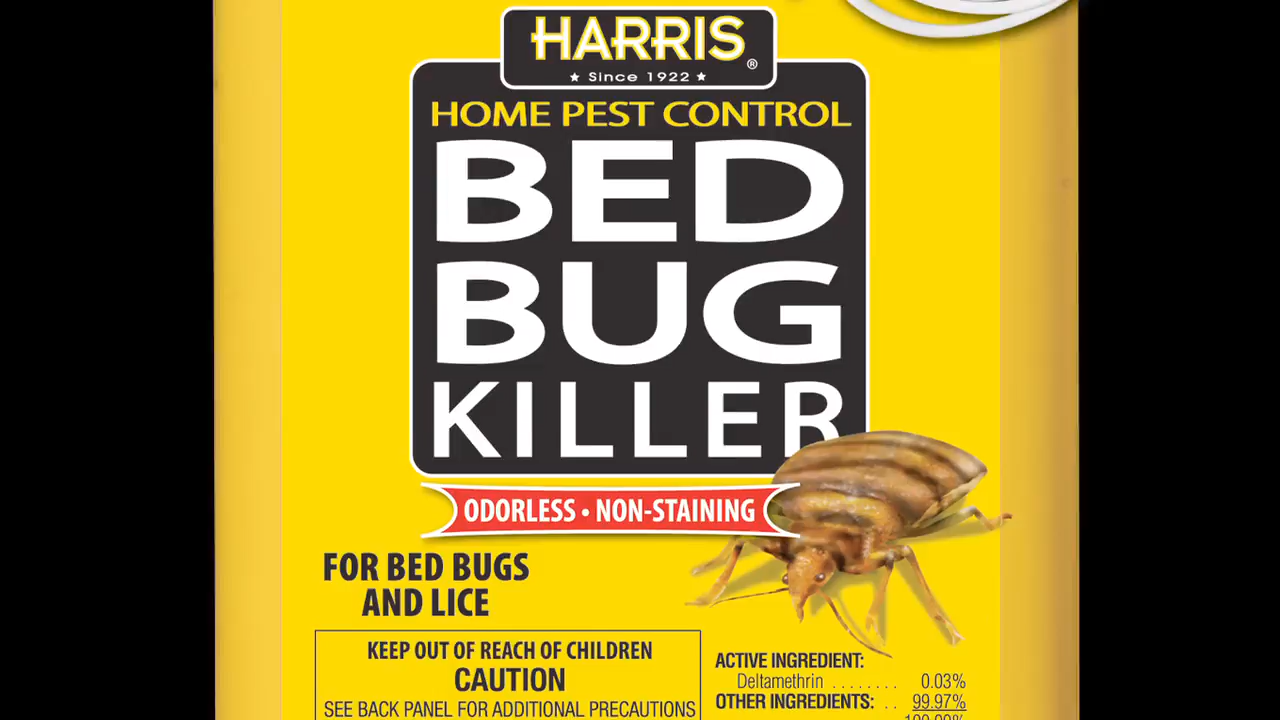 HARRIS®
★ Since 1922 ★
HOME PEST CONTROL
BED
BUG
KILLER
ODORLESS • NON-STAINING
FOR BED BUGS
AND LICE
KEEP OUT OF REACH OF CHILDREN
CAUTION
SEE BACK PANEL FOR ADDITIONAL PRECAUTIONS
ACTIVE INGREDIENT:
Deltamethrin . . . . . . . . 0.03%
OTHER INGREDIENTS: . . 99.97%
100.00%